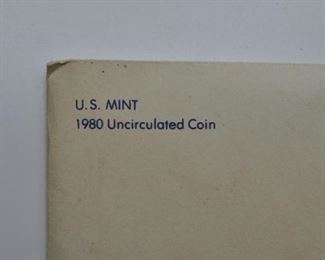 U.S. MINT
1980 Uncirculated Coin